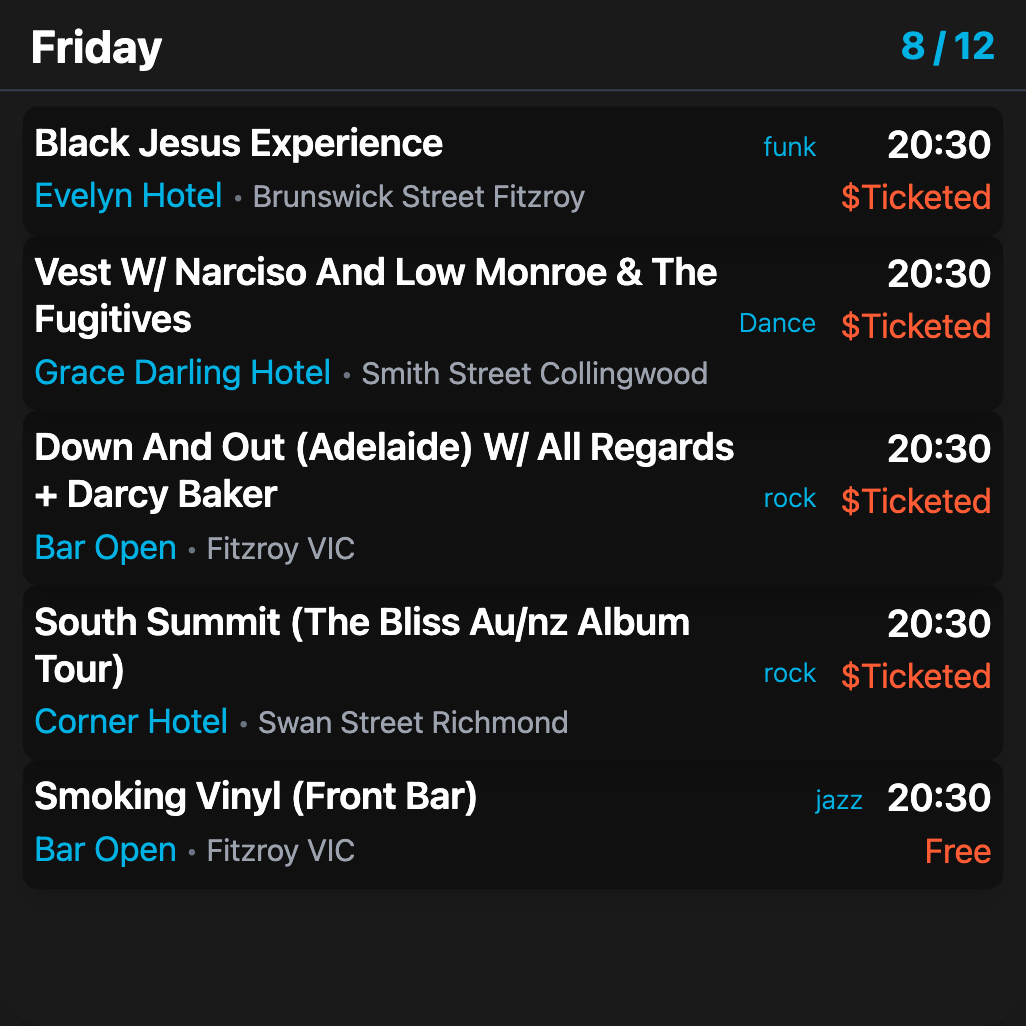 Friday 8 / 12
Black Jesus Experience funk 20:30
Evelyn Hotel • Brunswick Street Fitzroy $Ticketed
Vest W/ Narciso And Low Monroe & The 20:30
Fugitives Dance $Ticketed
Grace Darling Hotel • Smith Street Collingwood
Down And Out (Adelaide) W/ All Regards 20:30
+ Darcy Baker rock $Ticketed
Bar Open • Fitzroy VIC
South Summit (The Bliss Au/nz Album 20:30
Tour) rock $Ticketed
Corner Hotel • Swan Street Richmond
Smoking Vinyl (Front Bar) jazz 20:30
Bar Open • Fitzroy VIC Free